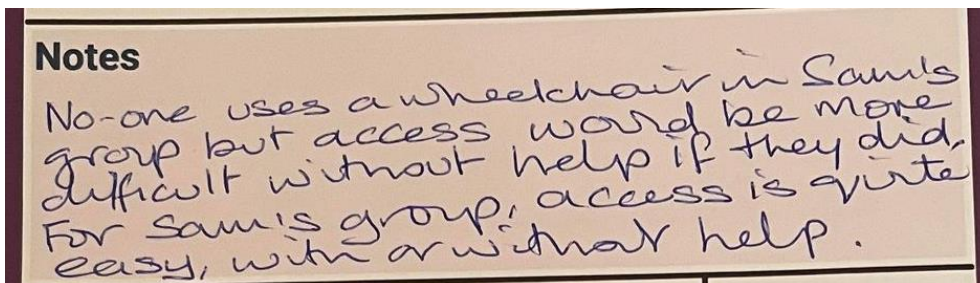 Notes
No-one uses a wheelchair in Sam's
group but access would be more
difficult without help if they did.
For Sam's group, access is quite
easy, with or without help.